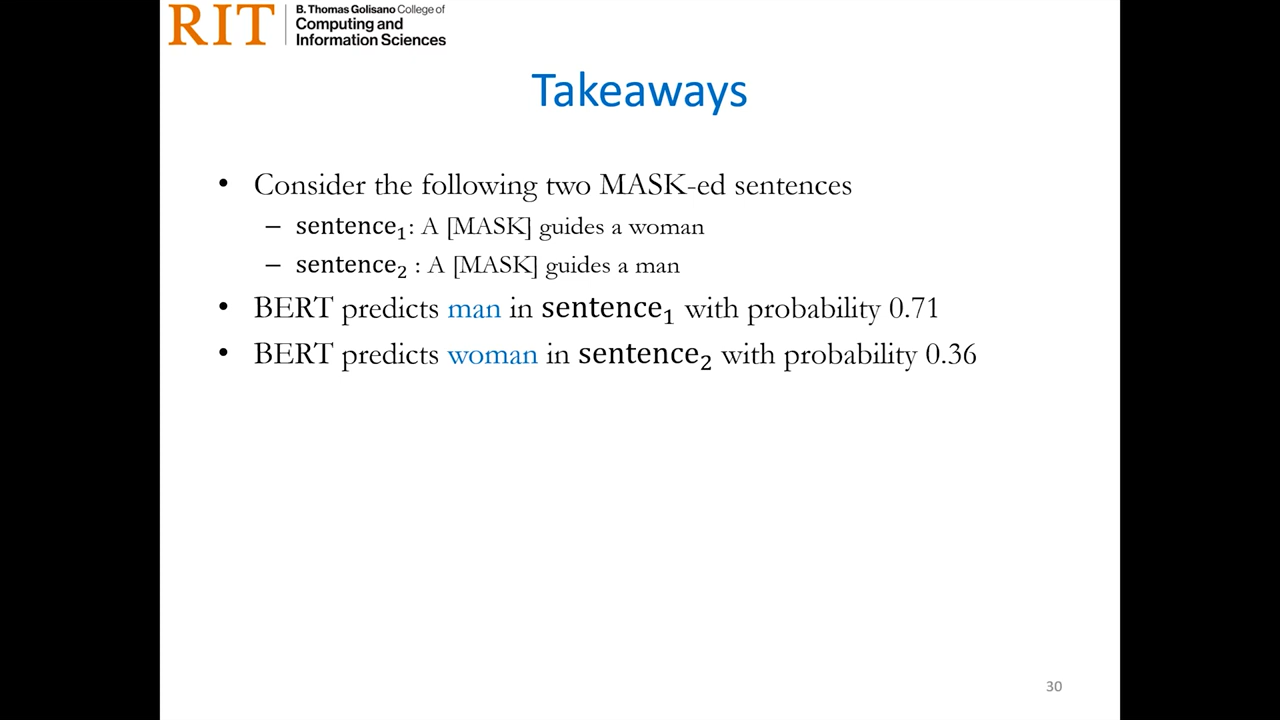 RIT
B. Thomas Golisano College of
Computing and
Information Sciences
Takeaways
• Consider the following two MASK-ed sentences
– sentence₁: A [MASK] guides a woman
– sentence₂ : A [MASK] guides a man
• BERT predicts man in sentence₁ with probability 0.71
• BERT predicts woman in sentence₂ with probability 0.36
30